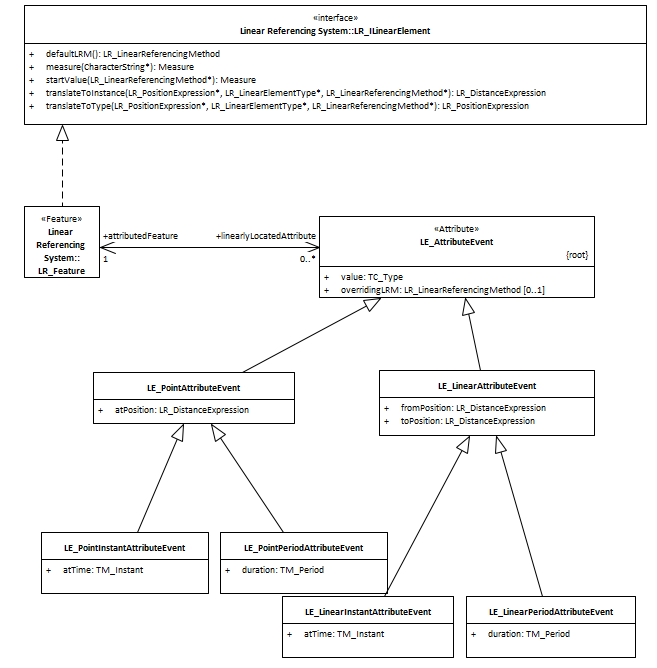 «interface»
Linear Referencing System::LR_ILinearElement
+ defaultLRM(): LR_LinearReferencingMethod
+ measure(CharacterString*): Measure
+ startValue(LR_LinearReferencingMethod*): Measure
+ translateToInstance(LR_PositionExpression*, LR_LinearElementType*, LR_LinearReferencingMethod*): LR_DistanceExpression
+ translateToType(LR_PositionExpression*, LR_LinearElementType*, LR_LinearReferencingMethod*): LR_PositionExpression
«Feature»
Linear
Referencing
System::
LR_Feature
+attributedFeature
+linearlyLocatedAttribute
1
0..*
«Attribute»
LE_AttributeEvent
{root}
+ value: TC_Type
+ overridingLRM: LR_LinearReferencingMethod [0..1]
LE_PointAttributeEvent
+ atPosition: LR_DistanceExpression
LE_LinearAttributeEvent
+ fromPosition: LR_DistanceExpression
+ toPosition: LR_DistanceExpression
LE_PointInstantAttributeEvent
+ atTime: TM_Instant
LE_PointPeriodAttributeEvent
+ duration: TM_Period
LE_LinearInstantAttributeEvent
+ atTime: TM_Instant
LE_LinearPeriodAttributeEvent
+ duration: TM_Period